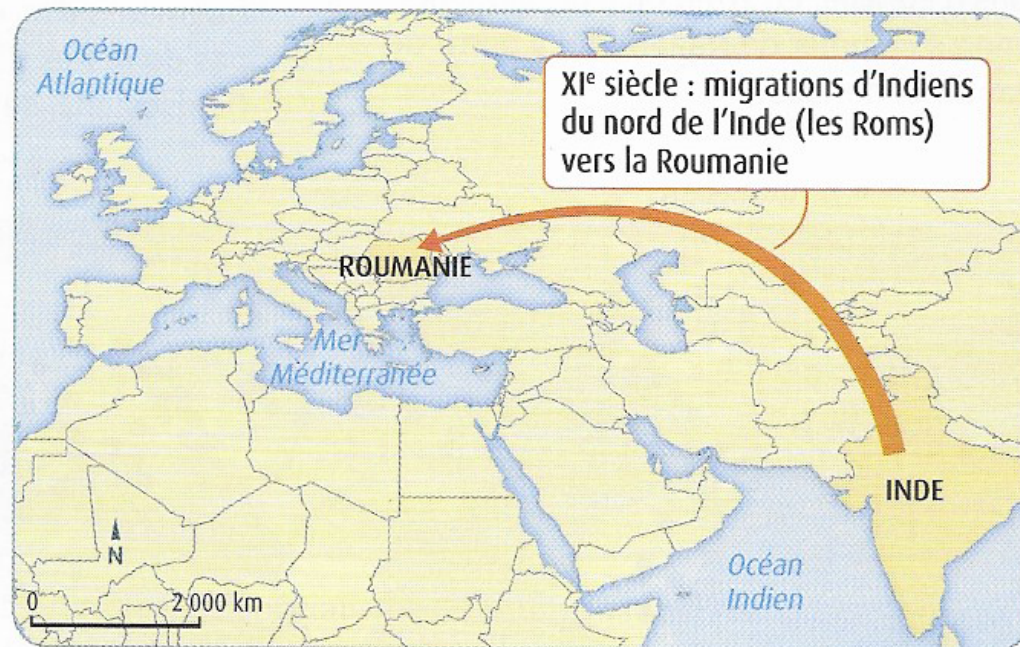 Océan
Atlantique
XIe siècle : migrations d'Indiens
du nord de l'Inde (les Roms)
vers la Roumanie
ROUMANIE
Mer
Méditerranée
INDE
N
Océan
Indien
0 2 000 km